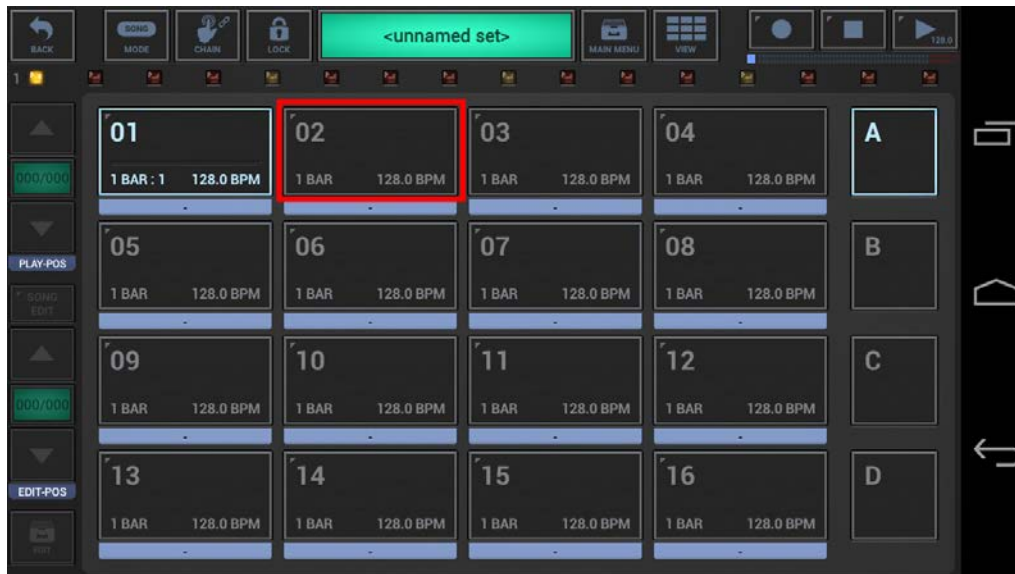 BACK
SONG
MODE
CHAIN
LOCK
<unnamed set>
MAIN MENU
VIEW
128.0
1
000/000
PLAY-POS
SONG
EDIT
000/000
EDIT-POS
EDIT
01
1 BAR : 1 128.0 BPM
-
02
1 BAR 128.0 BPM
-
03
1 BAR 128.0 BPM
-
04
1 BAR 128.0 BPM
-
A
05
1 BAR 128.0 BPM
-
06
1 BAR 128.0 BPM
-
07
1 BAR 128.0 BPM
-
08
1 BAR 128.0 BPM
-
B
09
1 BAR 128.0 BPM
-
10
1 BAR 128.0 BPM
-
11
1 BAR 128.0 BPM
-
12
1 BAR 128.0 BPM
-
C
13
1 BAR 128.0 BPM
-
14
1 BAR 128.0 BPM
-
15
1 BAR 128.0 BPM
-
16
1 BAR 128.0 BPM
-
D